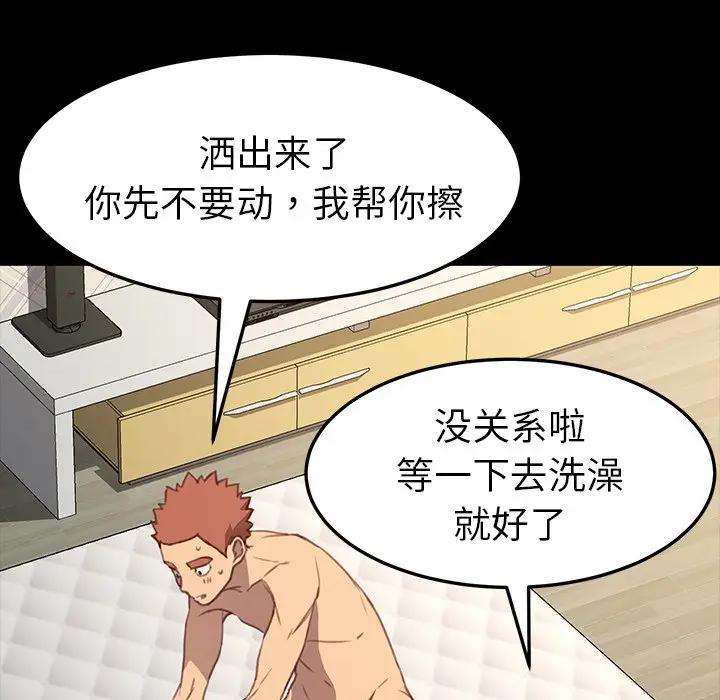 洒出来了
你先不要动，我帮你擦
没关系啦
等一下去洗澡
就好了